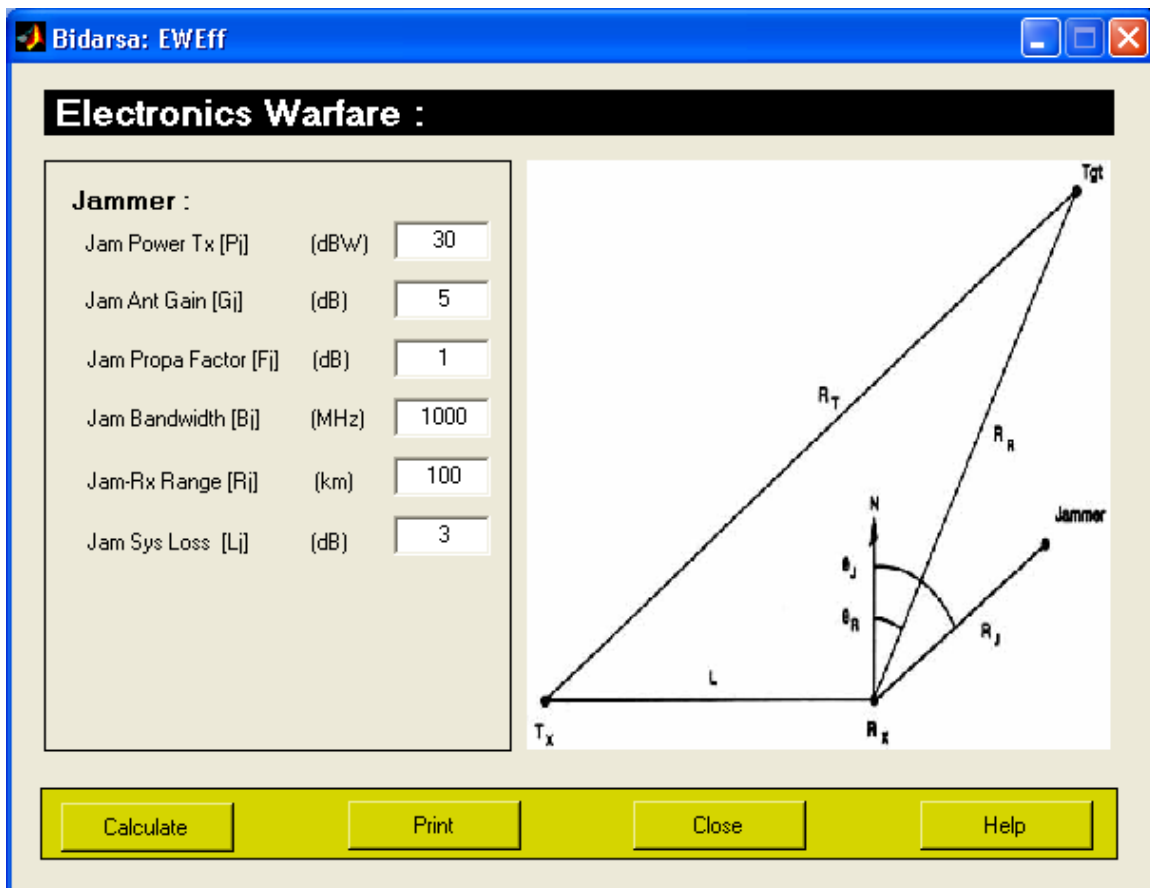 Bidarsa: EWEff
Electronics Warfare :
Jammer :
Jam Power Tx [Pj] (dBW) 30
Jam Ant Gain [Gj] (dB) 5
Jam Propa Factor [Fj] (dB) 1
Jam Bandwidth [Bj] (MHz) 1000
Jam-Rx Range [Rj] (km) 100
Jam Sys Loss [Lj] (dB) 3
Tgt
R_T
R_R
N
Jammer
θ_J
θ_R
R_J
L
T_X
R_X
Calculate Print Close Help